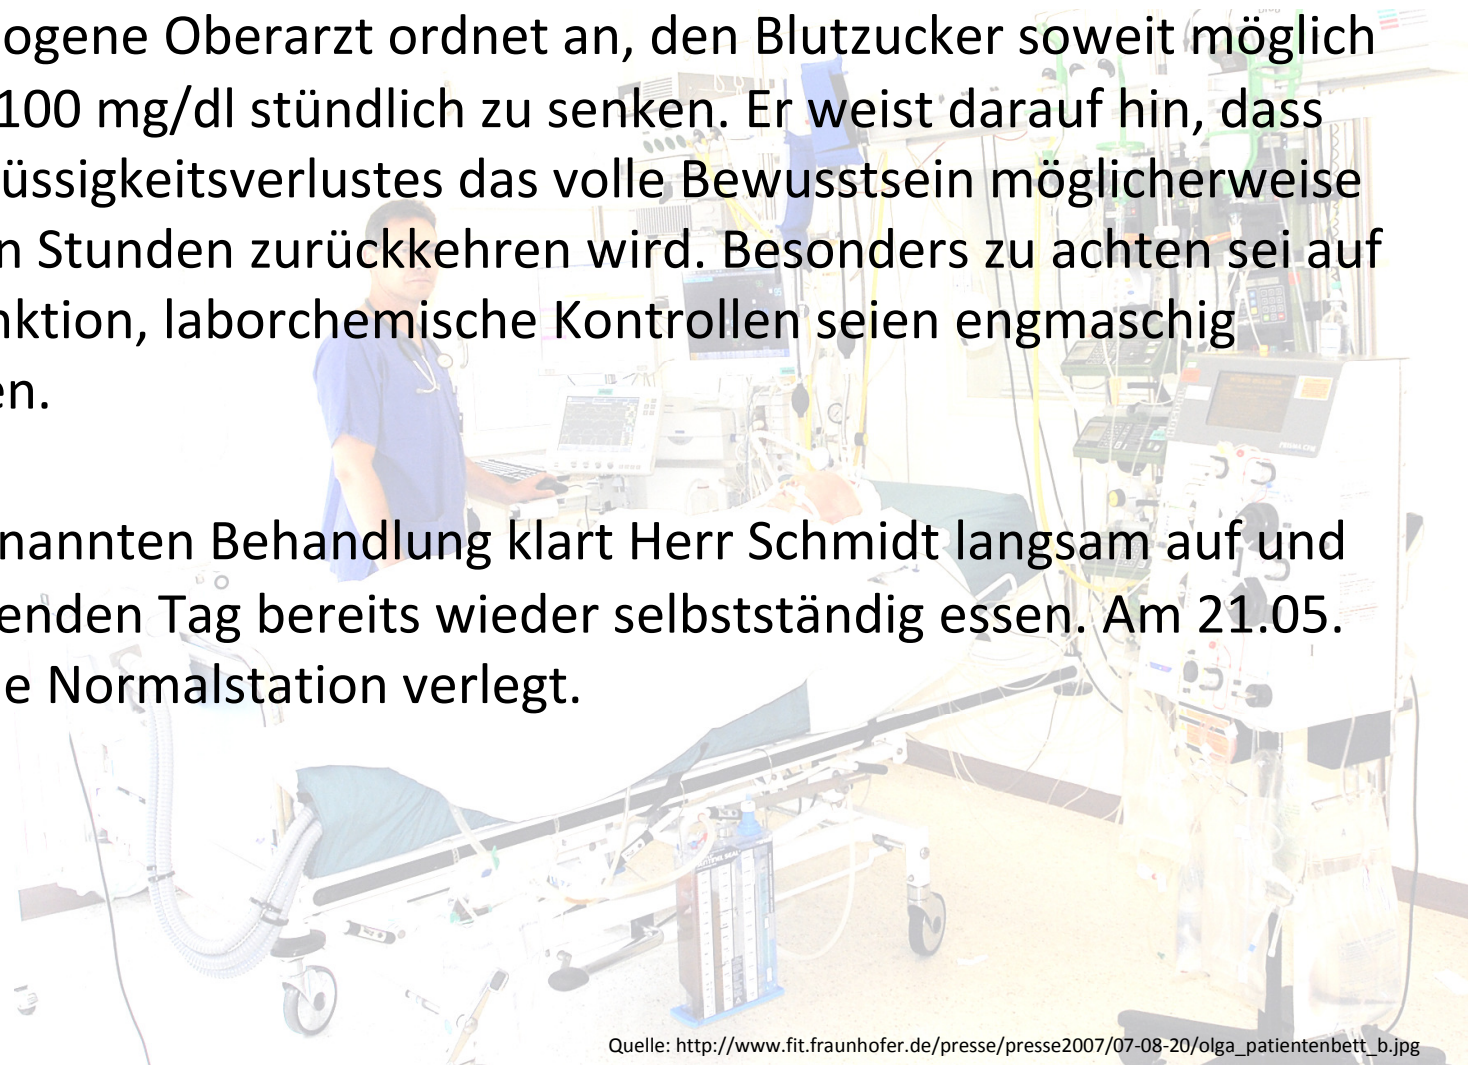 ogene Oberarzt ordnet an, den Blutzucker soweit möglich
100 mg/dl stündlich zu senken. Er weist darauf hin, dass
üssigkeitsverlustes das volle Bewusstsein möglicherweise
n Stunden zurückkehren wird. Besonders zu achten sei auf
nktion, laborchemische Kontrollen seien engmaschig
en.
nannten Behandlung klart Herr Schmidt langsam auf und
enden Tag bereits wieder selbstständig essen. Am 21.05.
e Normalstation verlegt.
PRISMA CFM
Quelle: http://www.fit.fraunhofer.de/presse/presse2007/07-08-20/olga_patientenbett_b.jpg